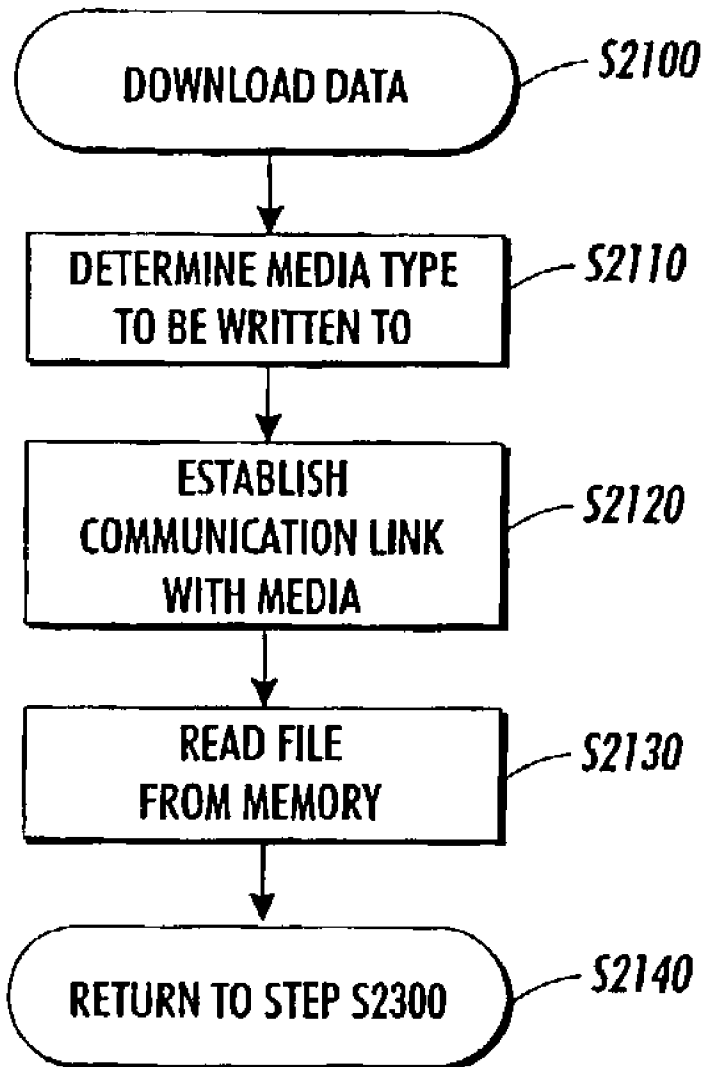 DOWNLOAD DATA
S2100
DETERMINE MEDIA TYPE
TO BE WRITTEN TO
S2110
ESTABLISH
COMMUNICATION LINK
WITH MEDIA
S2120
READ FILE
FROM MEMORY
S2130
RETURN TO STEP S2300
S2140